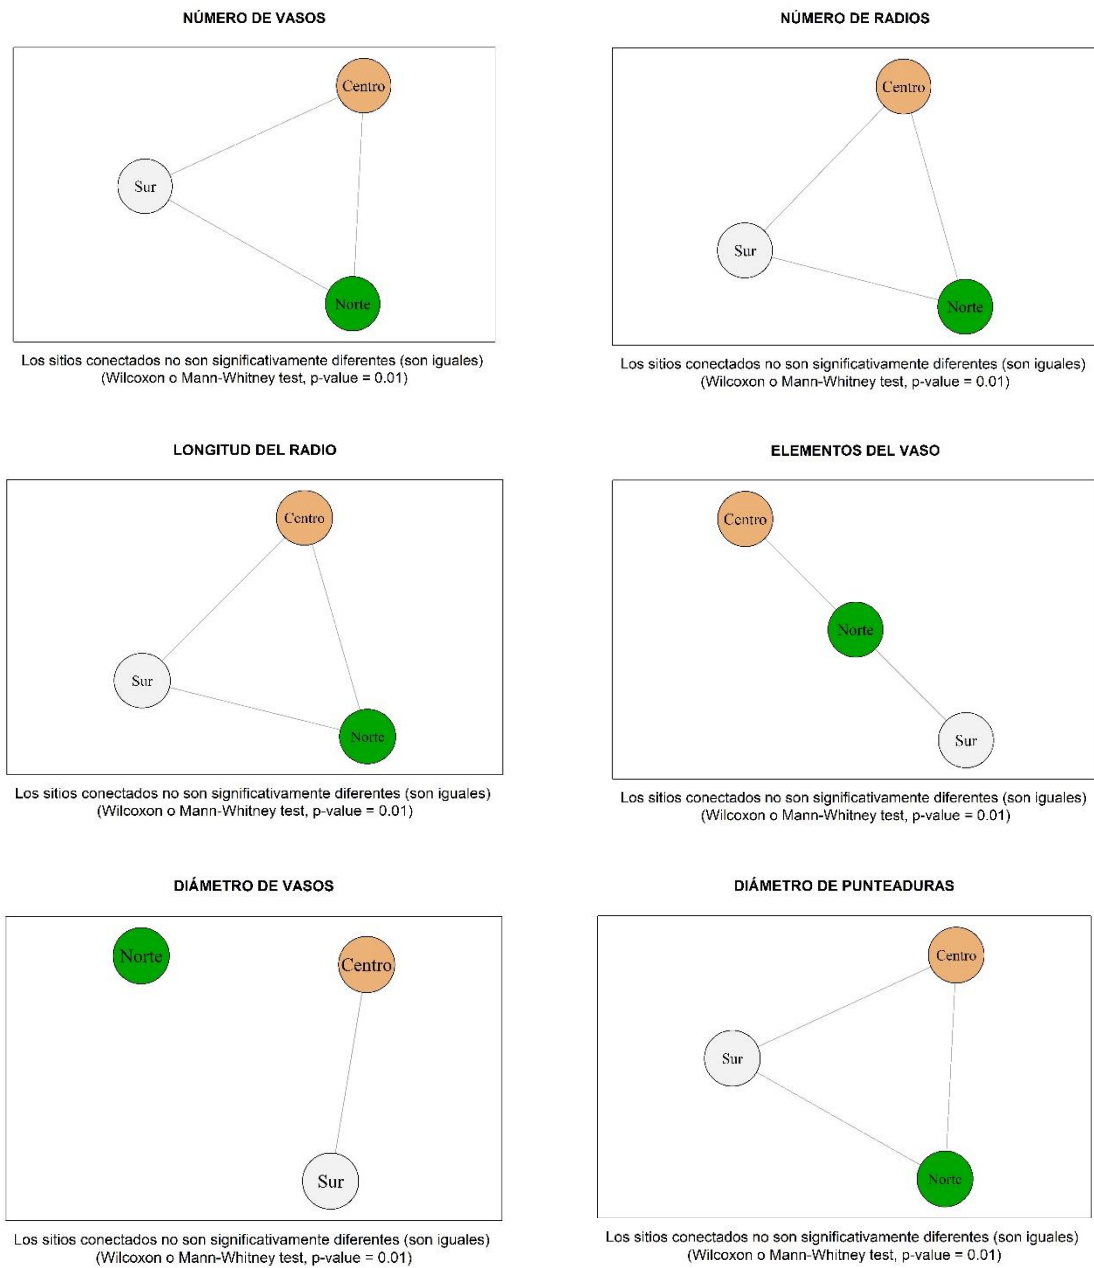 NÚMERO DE VASOS
Centro
Sur
Norte
Los sitios conectados no son significativamente diferentes (son iguales)
(Wilcoxon o Mann-Whitney test, p-value = 0.01)
NÚMERO DE RADIOS
Centro
Sur
Norte
Los sitios conectados no son significativamente diferentes (son iguales)
(Wilcoxon o Mann-Whitney test, p-value = 0.01)
LONGITUD DEL RADIO
Centro
Sur
Norte
Los sitios conectados no son significativamente diferentes (son iguales)
(Wilcoxon o Mann-Whitney test, p-value = 0.01)
ELEMENTOS DEL VASO
Centro
Norte
Sur
Los sitios conectados no son significativamente diferentes (son iguales)
(Wilcoxon o Mann-Whitney test, p-value = 0.01)
DIÁMETRO DE VASOS
Norte
Centro
Sur
Los sitios conectados no son significativamente diferentes (son iguales)
(Wilcoxon o Mann-Whitney test, p-value = 0.01)
DIÁMETRO DE PUNTEADURAS
Centro
Sur
Norte
Los sitios conectados no son significativamente diferentes (son iguales)
(Wilcoxon o Mann-Whitney test, p-value = 0.01)